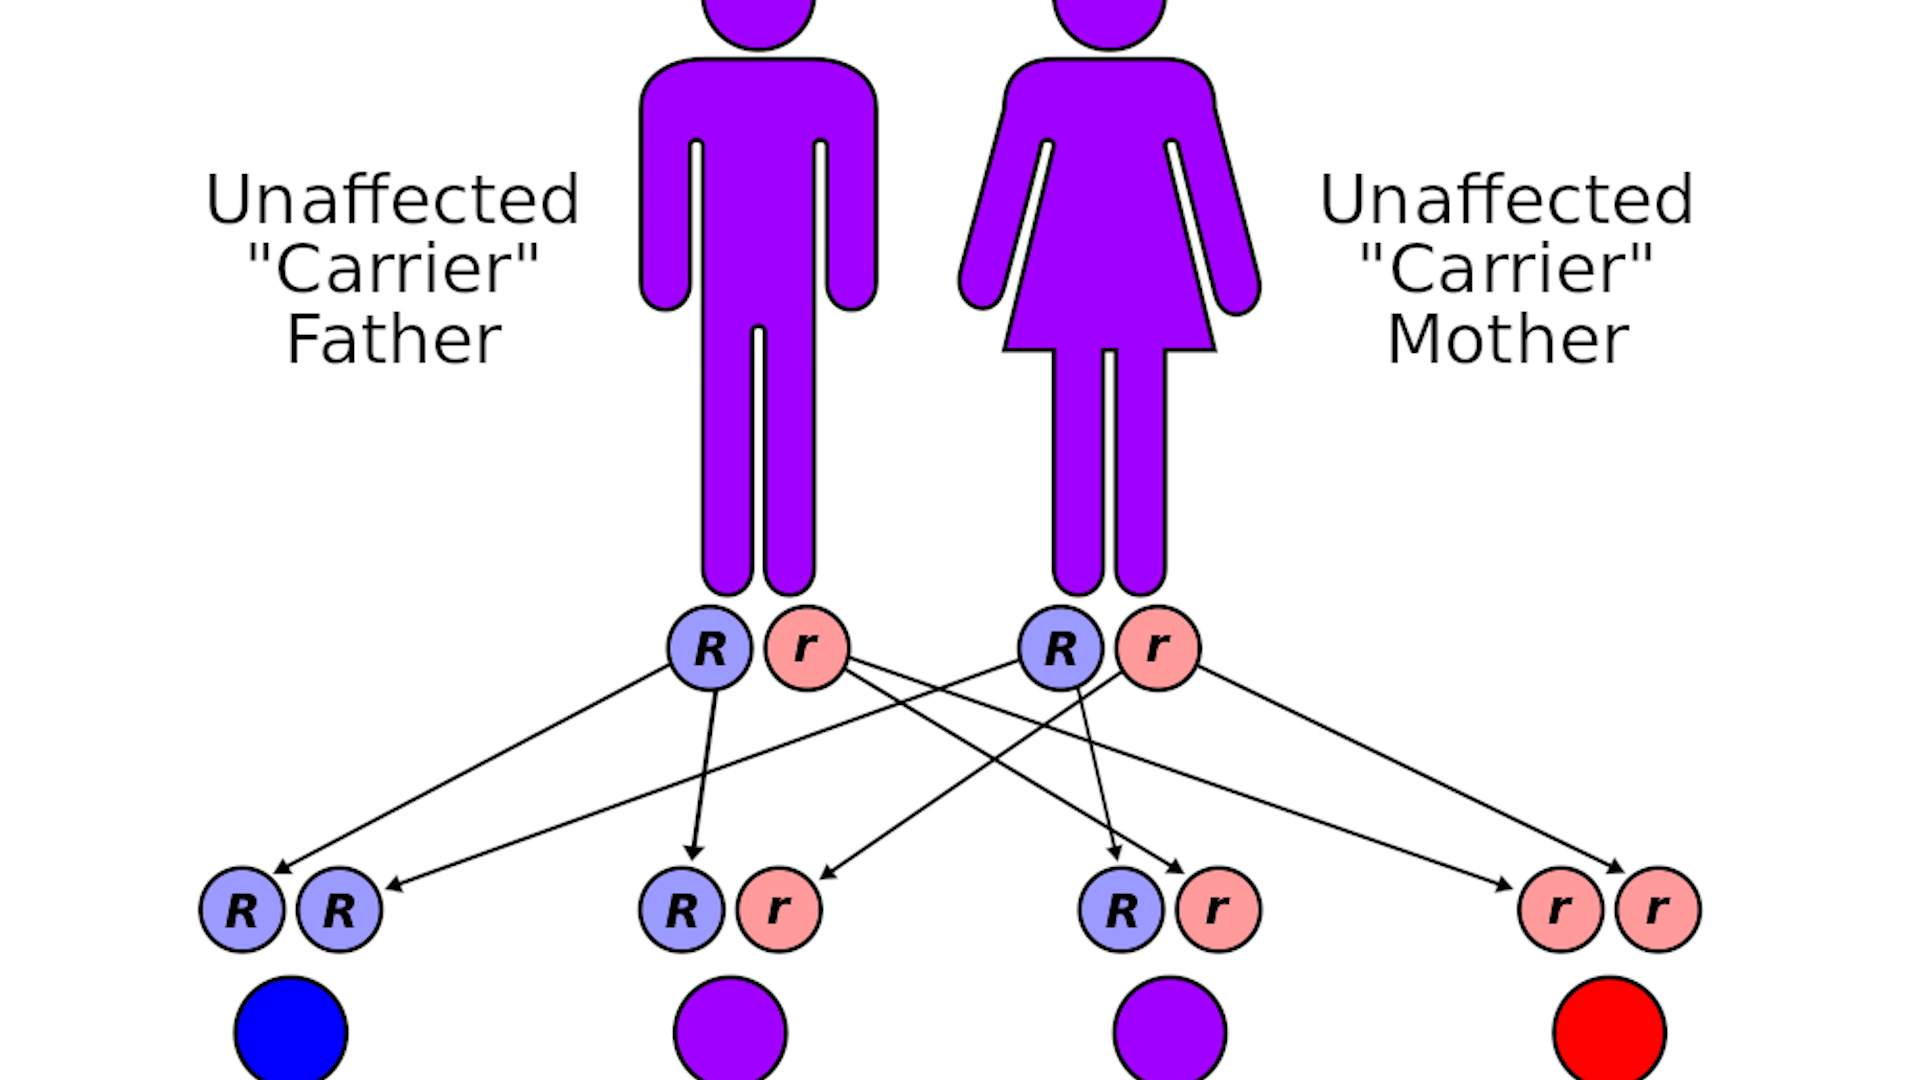 Unaffected
"Carrier"
Father
Unaffected
"Carrier"
Mother
R r R r
R R R r R r r r